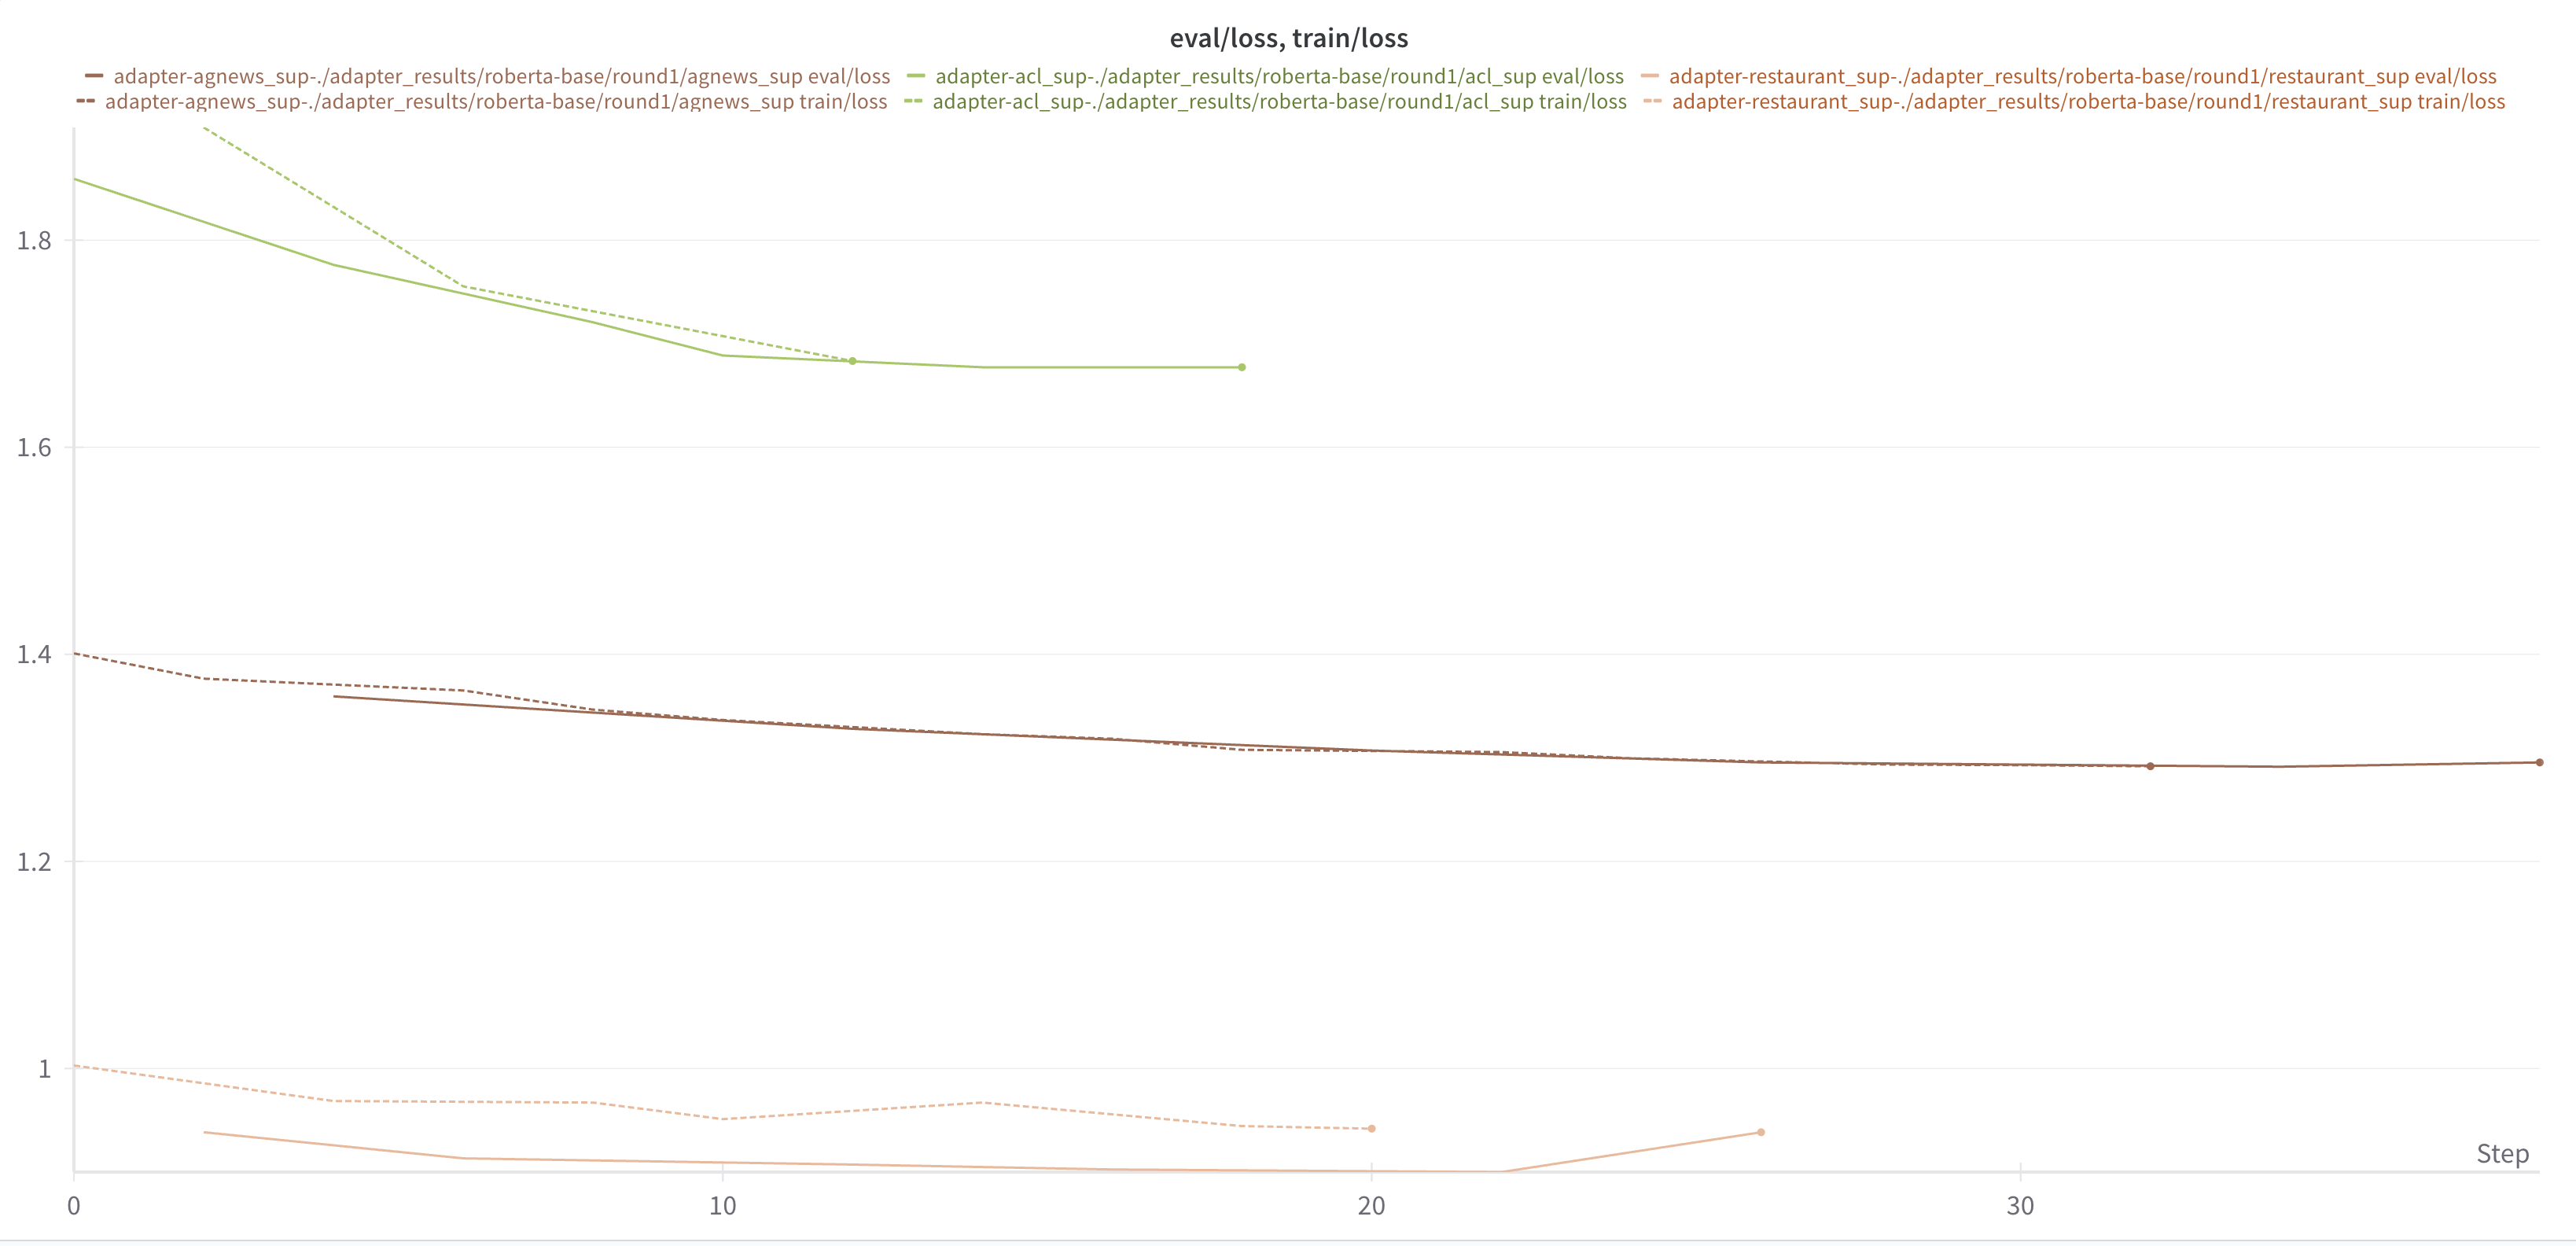 eval/loss, train/loss
adapter-agnews_sup-./adapter_results/roberta-base/round1/agnews_sup eval/loss adapter-acl_sup-./adapter_results/roberta-base/round1/acl_sup eval/loss adapter-restaurant_sup-./adapter_results/roberta-base/round1/restaurant_sup eval/loss
adapter-agnews_sup-./adapter_results/roberta-base/round1/agnews_sup train/loss adapter-acl_sup-./adapter_results/roberta-base/round1/acl_sup train/loss adapter-restaurant_sup-./adapter_results/roberta-base/round1/restaurant_sup train/loss
1.8
1.6
1.4
1.2
1
Step
0 10 20 30